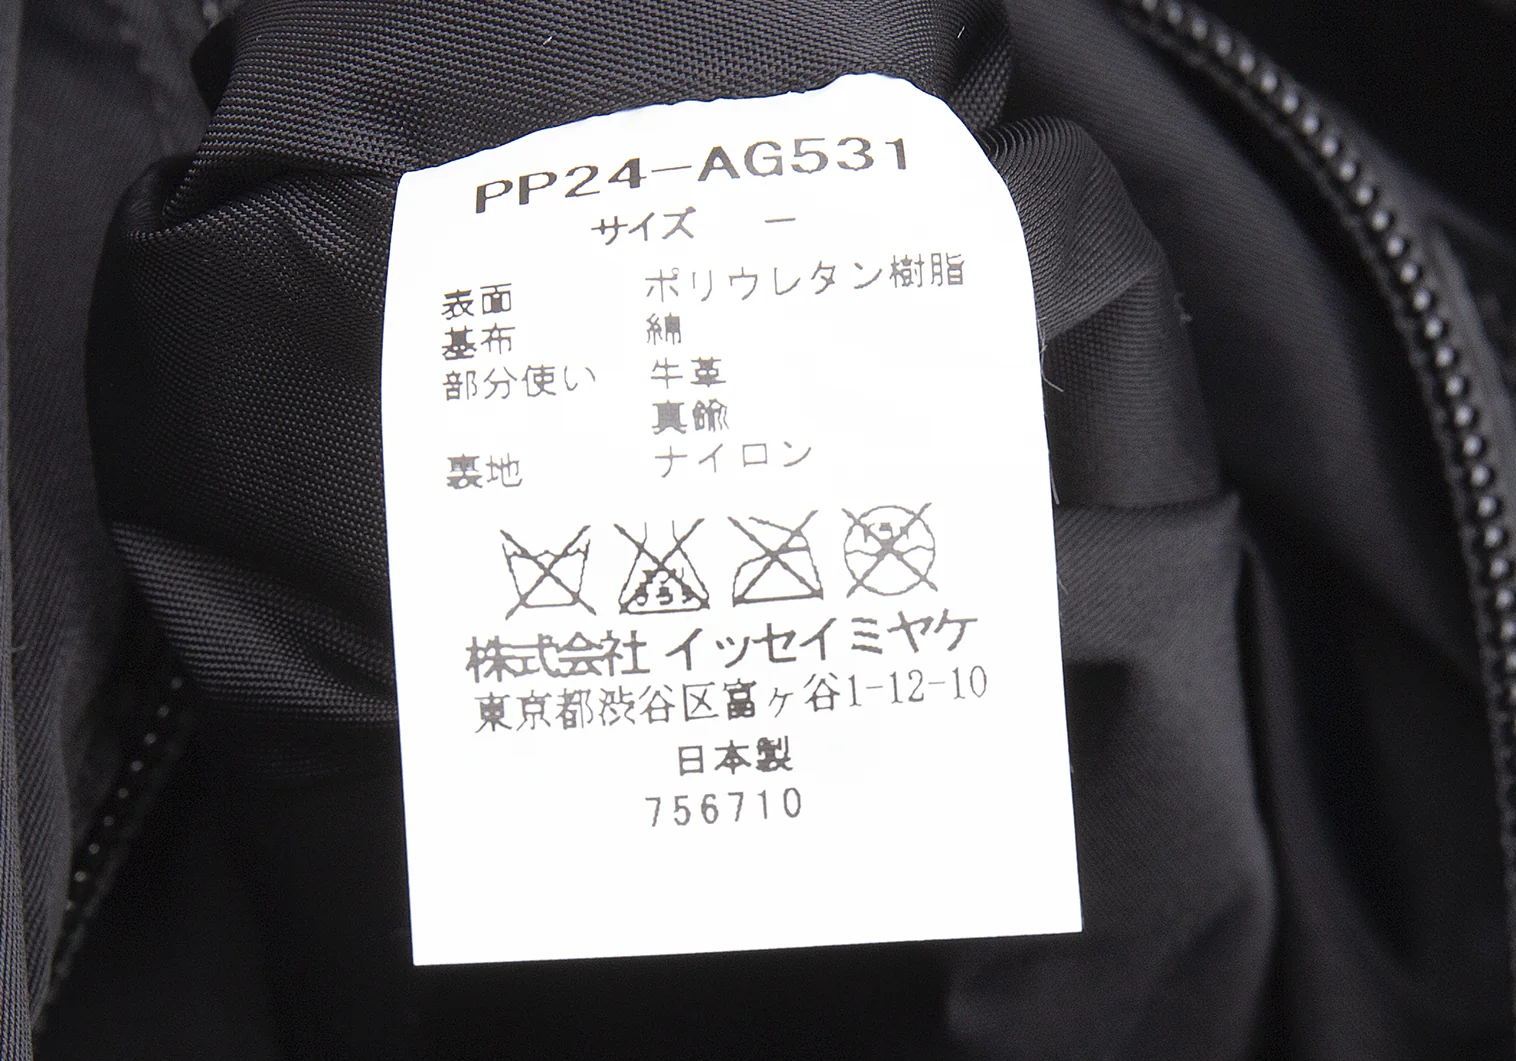 PP24-AG531
サイズ —
表面 ポリウレタン樹脂
基布 綿
部分使い 牛革
真鍮
裏地 ナイロン
株式会社 イッセイミヤケ
東京都渋谷区富ヶ谷1-12-10
日本製
756710